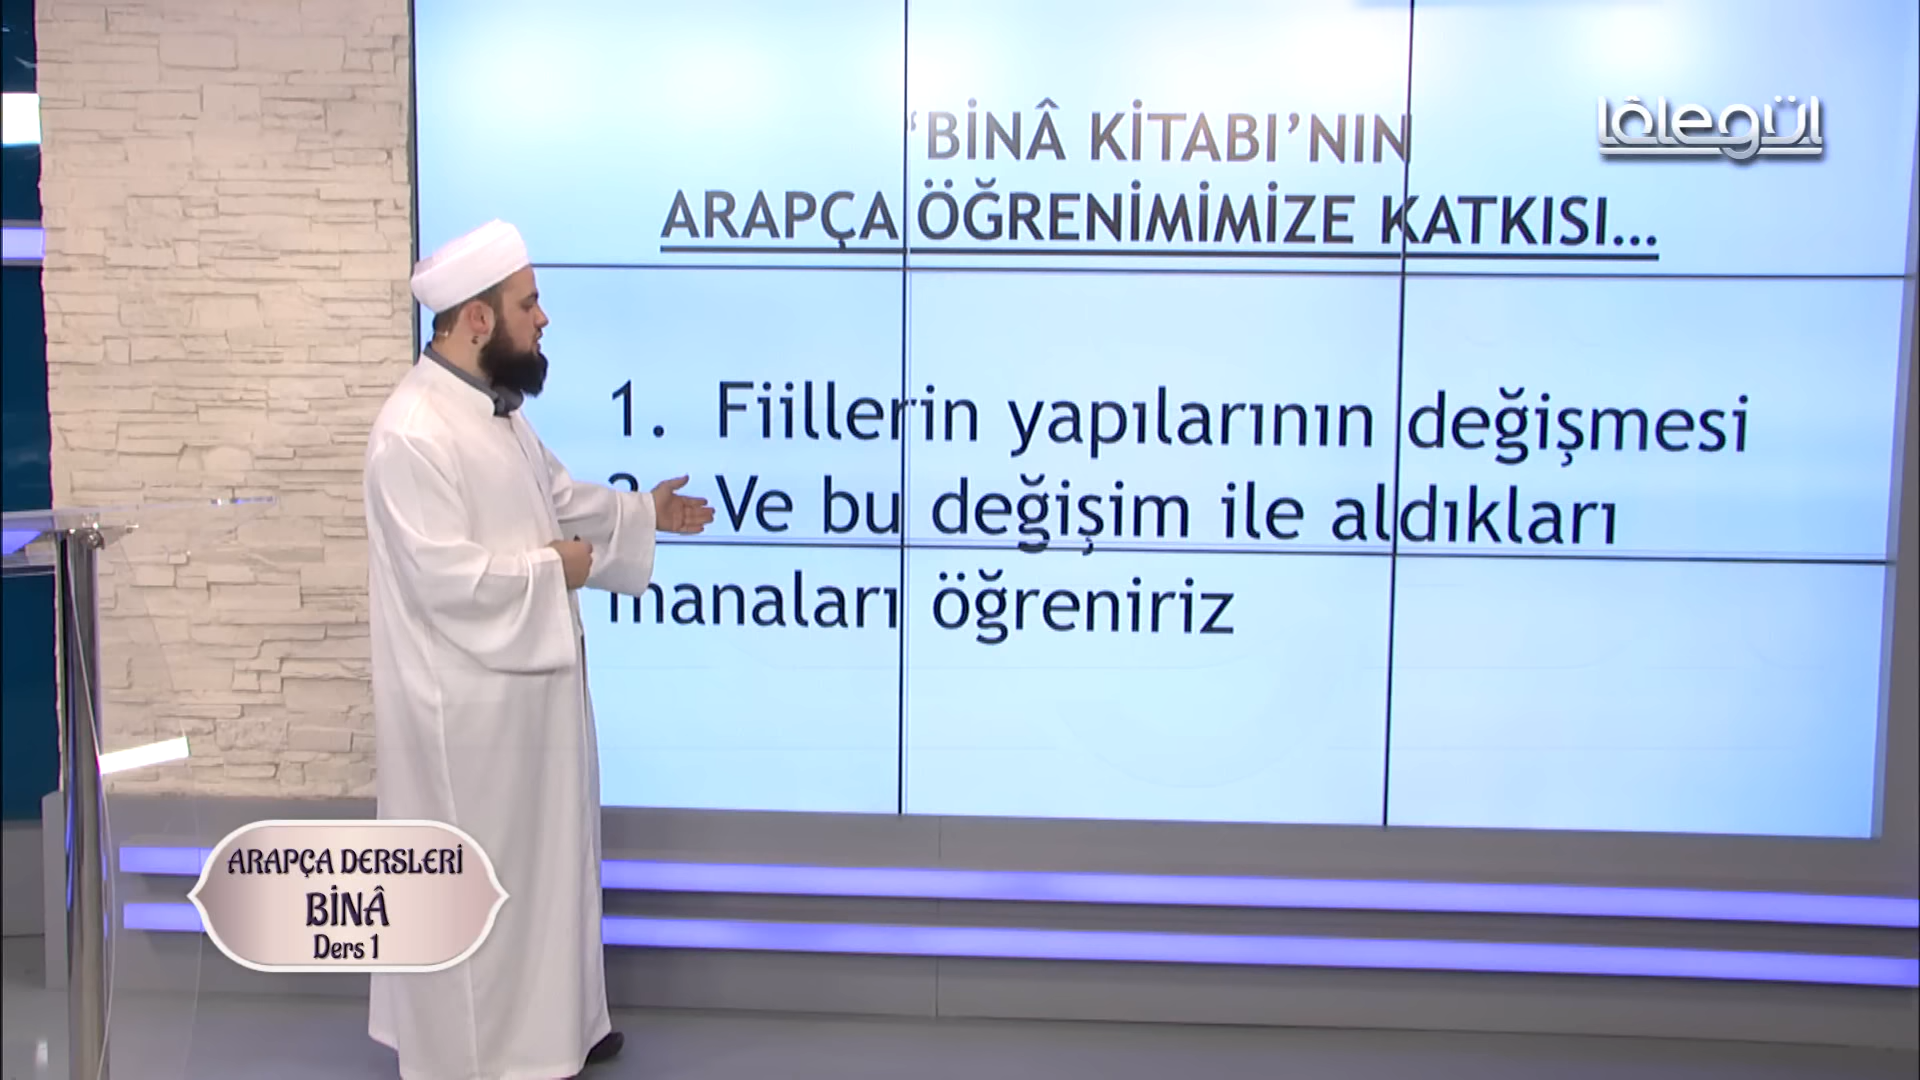 lâlegül
'BİNÂ KİTABI'NIN
ARAPÇA ÖĞRENİMİMİZE KATKISI...
1. Fiillerin yapılarının değişmesi
2. Ve bu değişim ile aldıkları
manaları öğreniriz
ARAPÇA DERSLERİ
BİNÂ
Ders 1